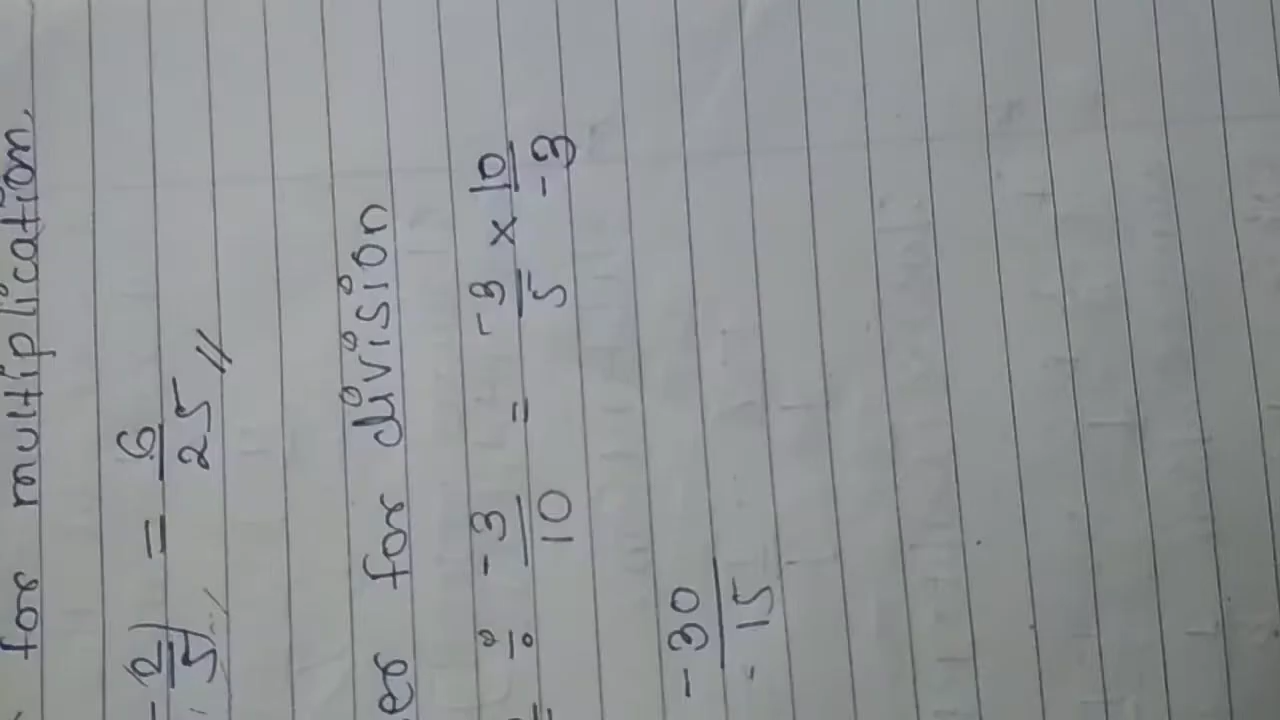 for multiplication.
-2/5) = 6/25 //
for division
÷ -3/10 = -3/5 × 10/-3
-30/-15